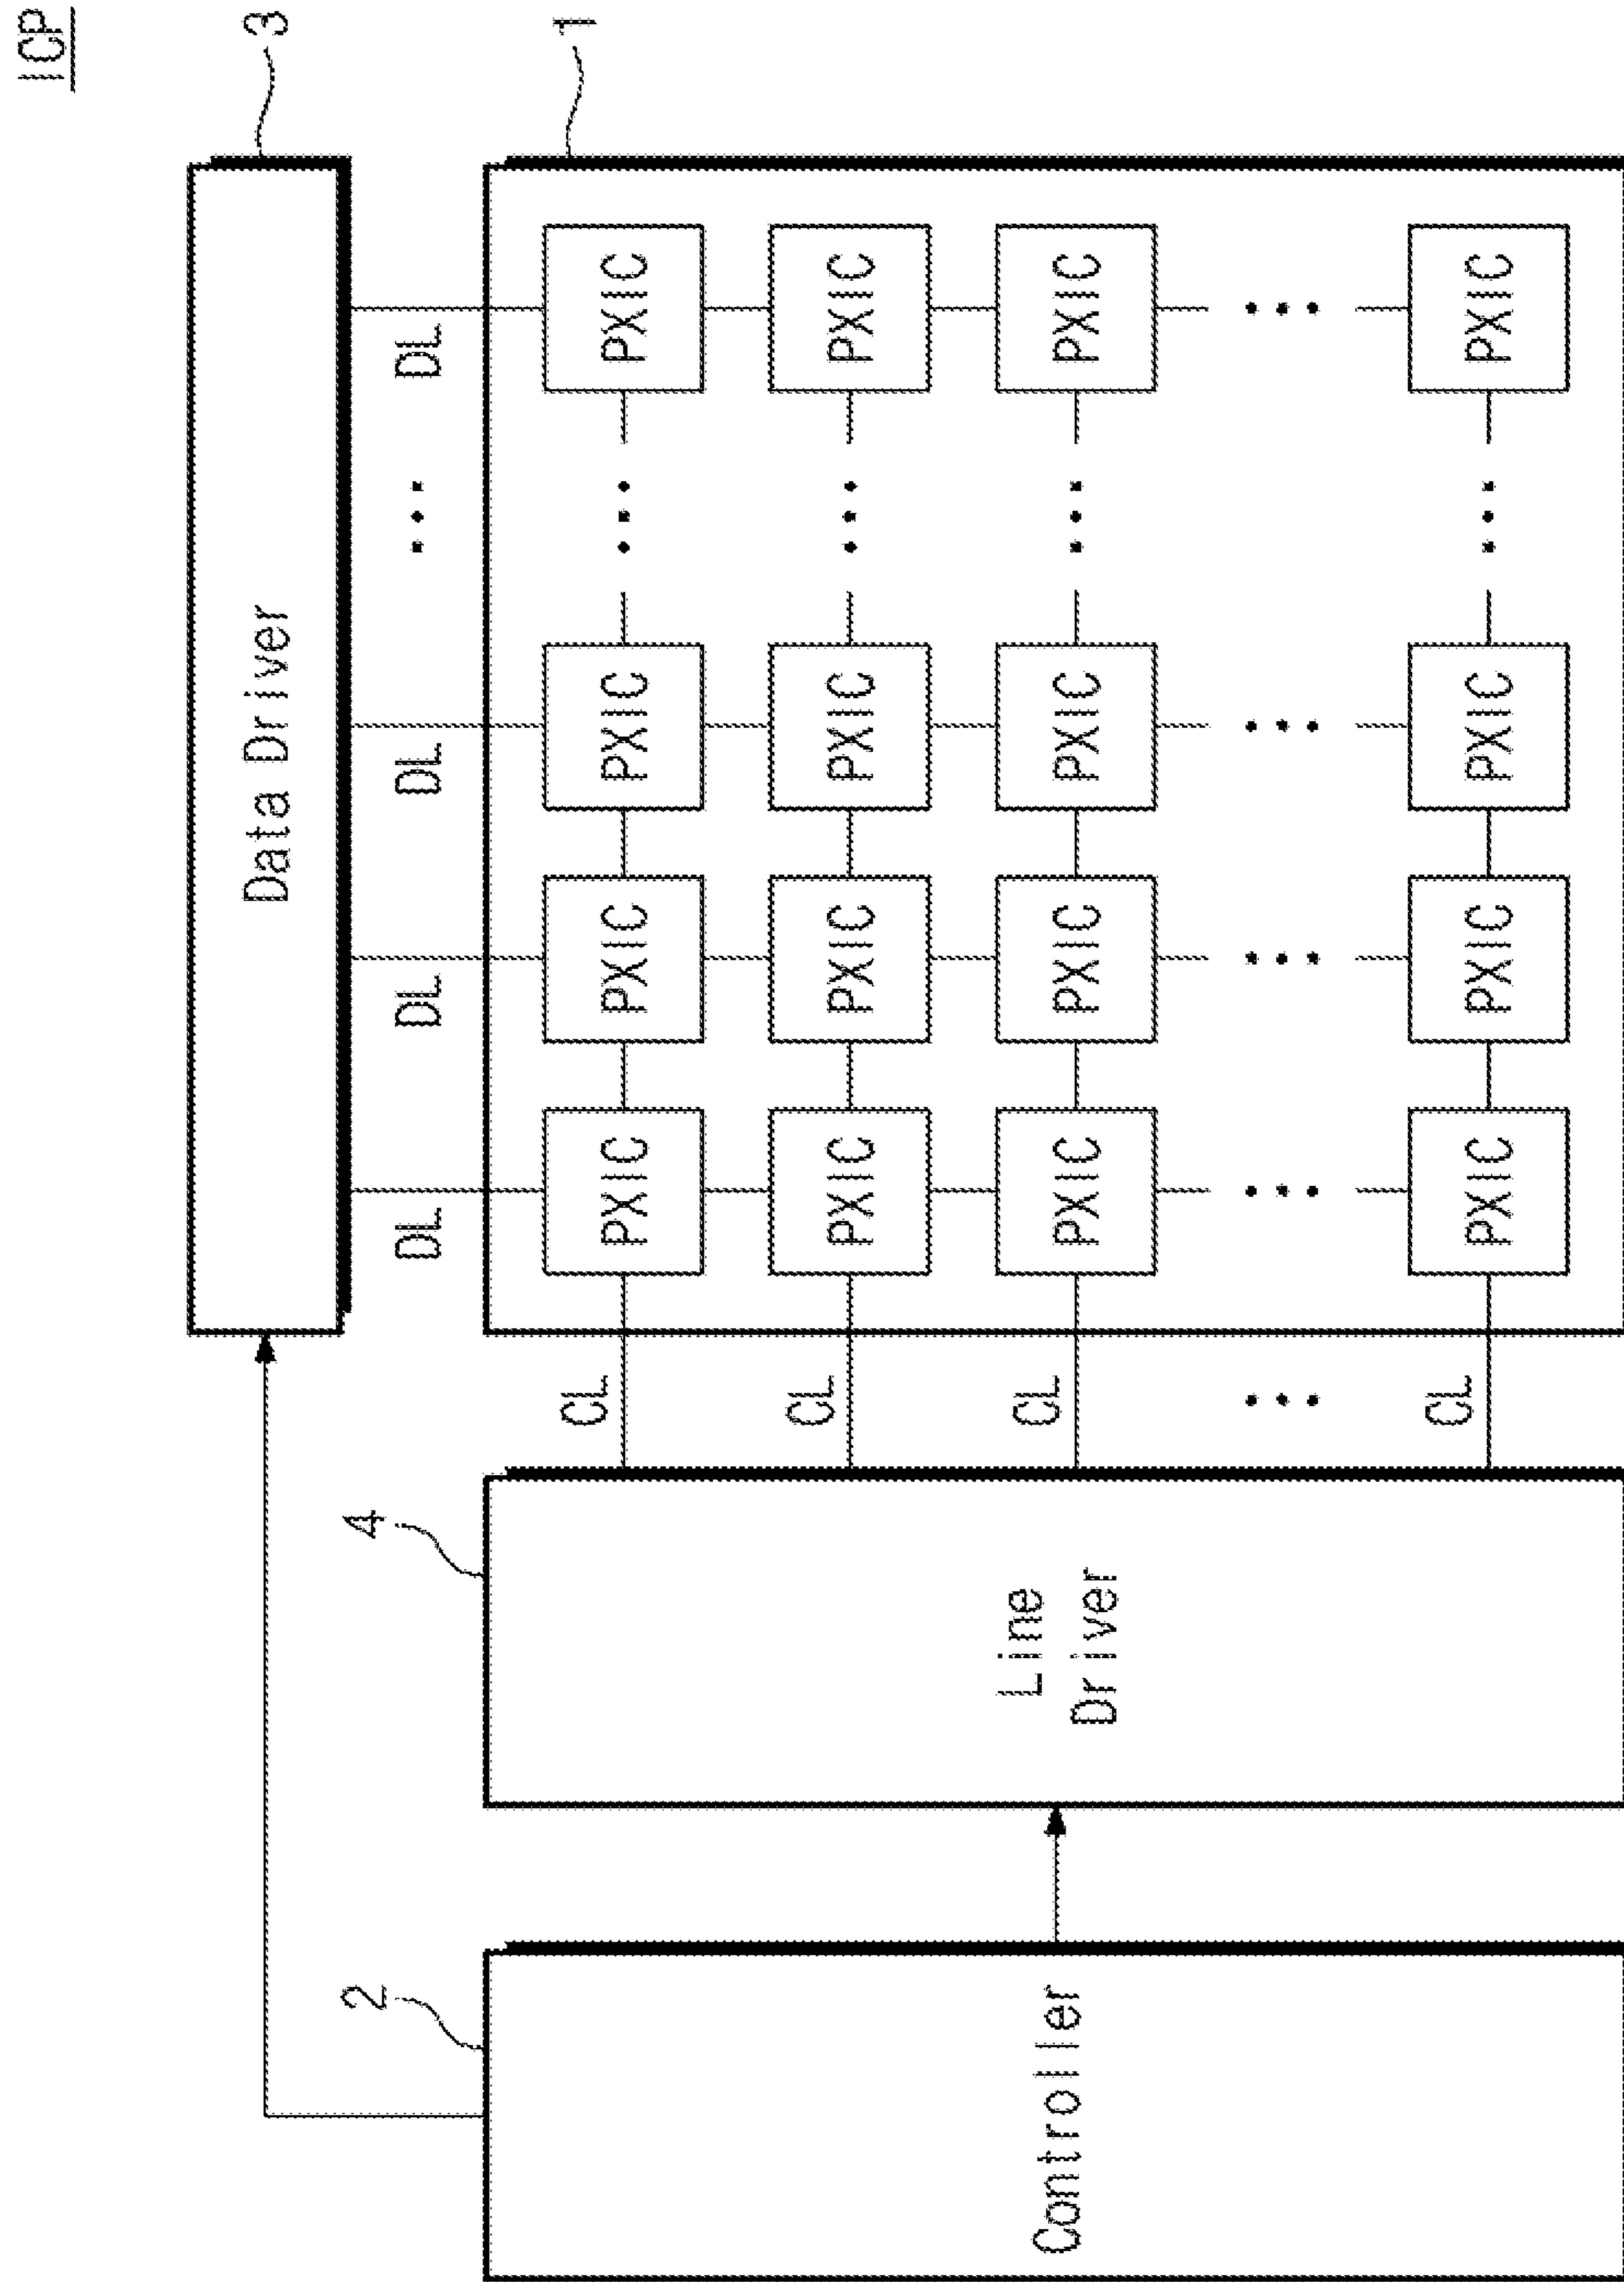 ICP
Data Driver
3
2
4
DL DL DL ••• DL
1
CL
PXIC PXIC PXIC ••• PXIC
CL
PXIC PXIC PXIC ••• PXIC
Controller
Line
Driver
CL
PXIC PXIC PXIC ••• PXIC
CL
PXIC PXIC PXIC ••• PXIC